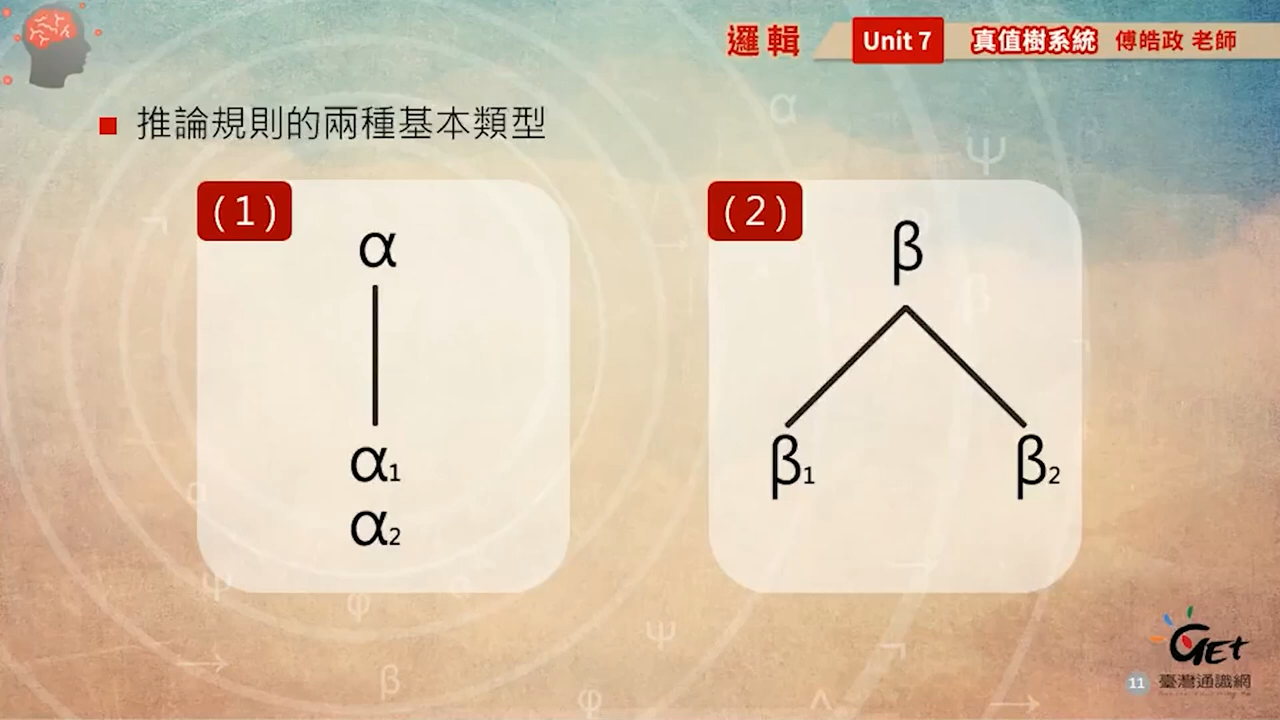 邏輯 Unit 7 真值樹系統 傅皓政 老師
推論規則的兩種基本類型
(1)
α
α1
α2
(2)
β
β1 β2
GET
11 臺灣通識網